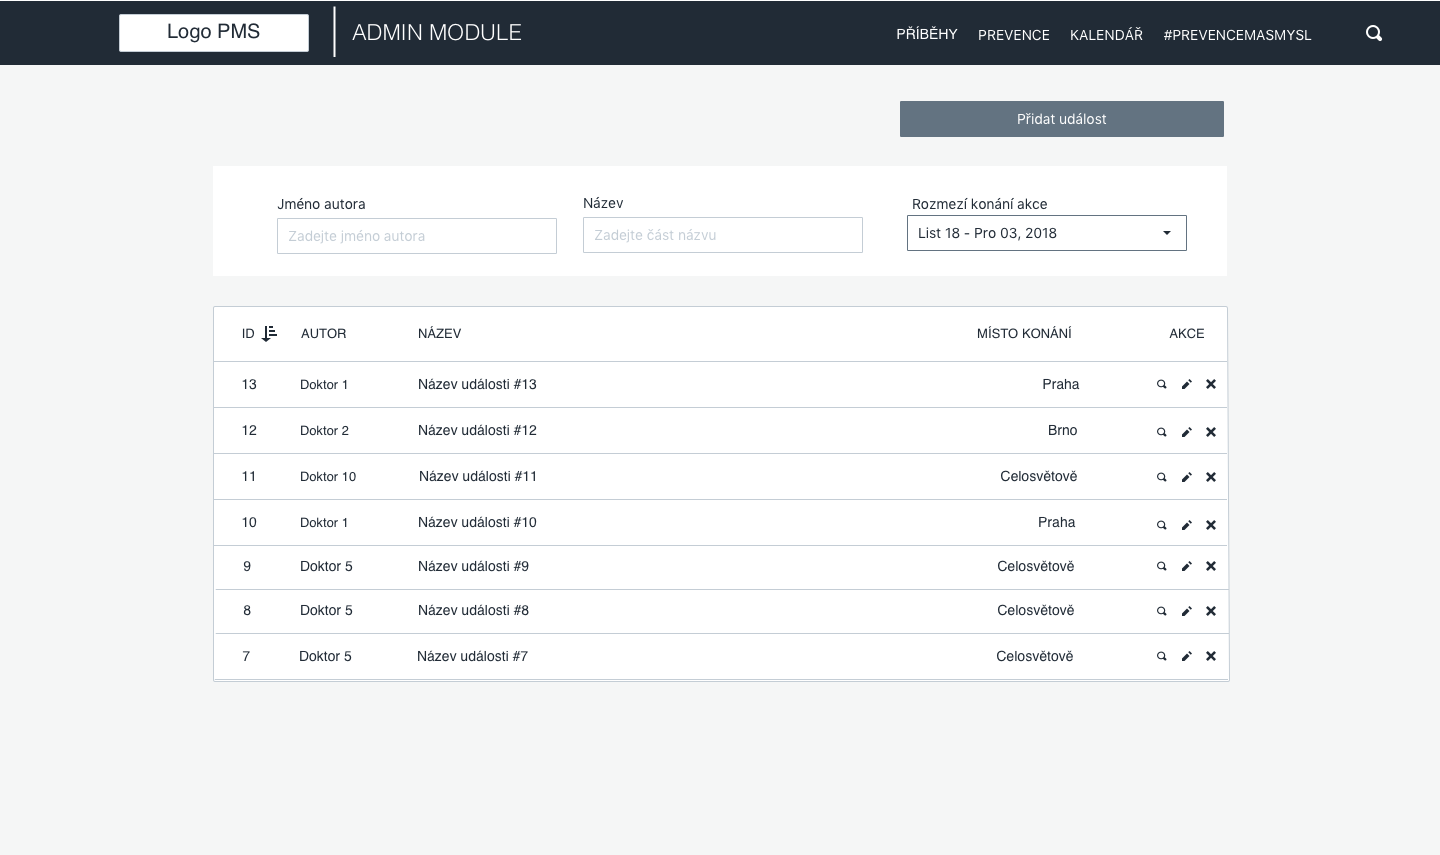 Logo PMS
ADMIN MODULE
PŘÍBĚHY PREVENCE KALENDÁŘ #PREVENCEMASMYSL
Přidat událost
Jméno autora Název Rozmezí konání akce
Zadejte jméno autora Zadejte část názvu List 18 - Pro 03, 2018
ID AUTOR NÁZEV MÍSTO KONÁNÍ AKCE
13 Doktor 1 Název události #13 Praha
12 Doktor 2 Název události #12 Brno
11 Doktor 10 Název události #11 Celosvětově
10 Doktor 1 Název události #10 Praha
9 Doktor 5 Název události #9 Celosvětově
8 Doktor 5 Název události #8 Celosvětově
7 Doktor 5 Název události #7 Celosvětově